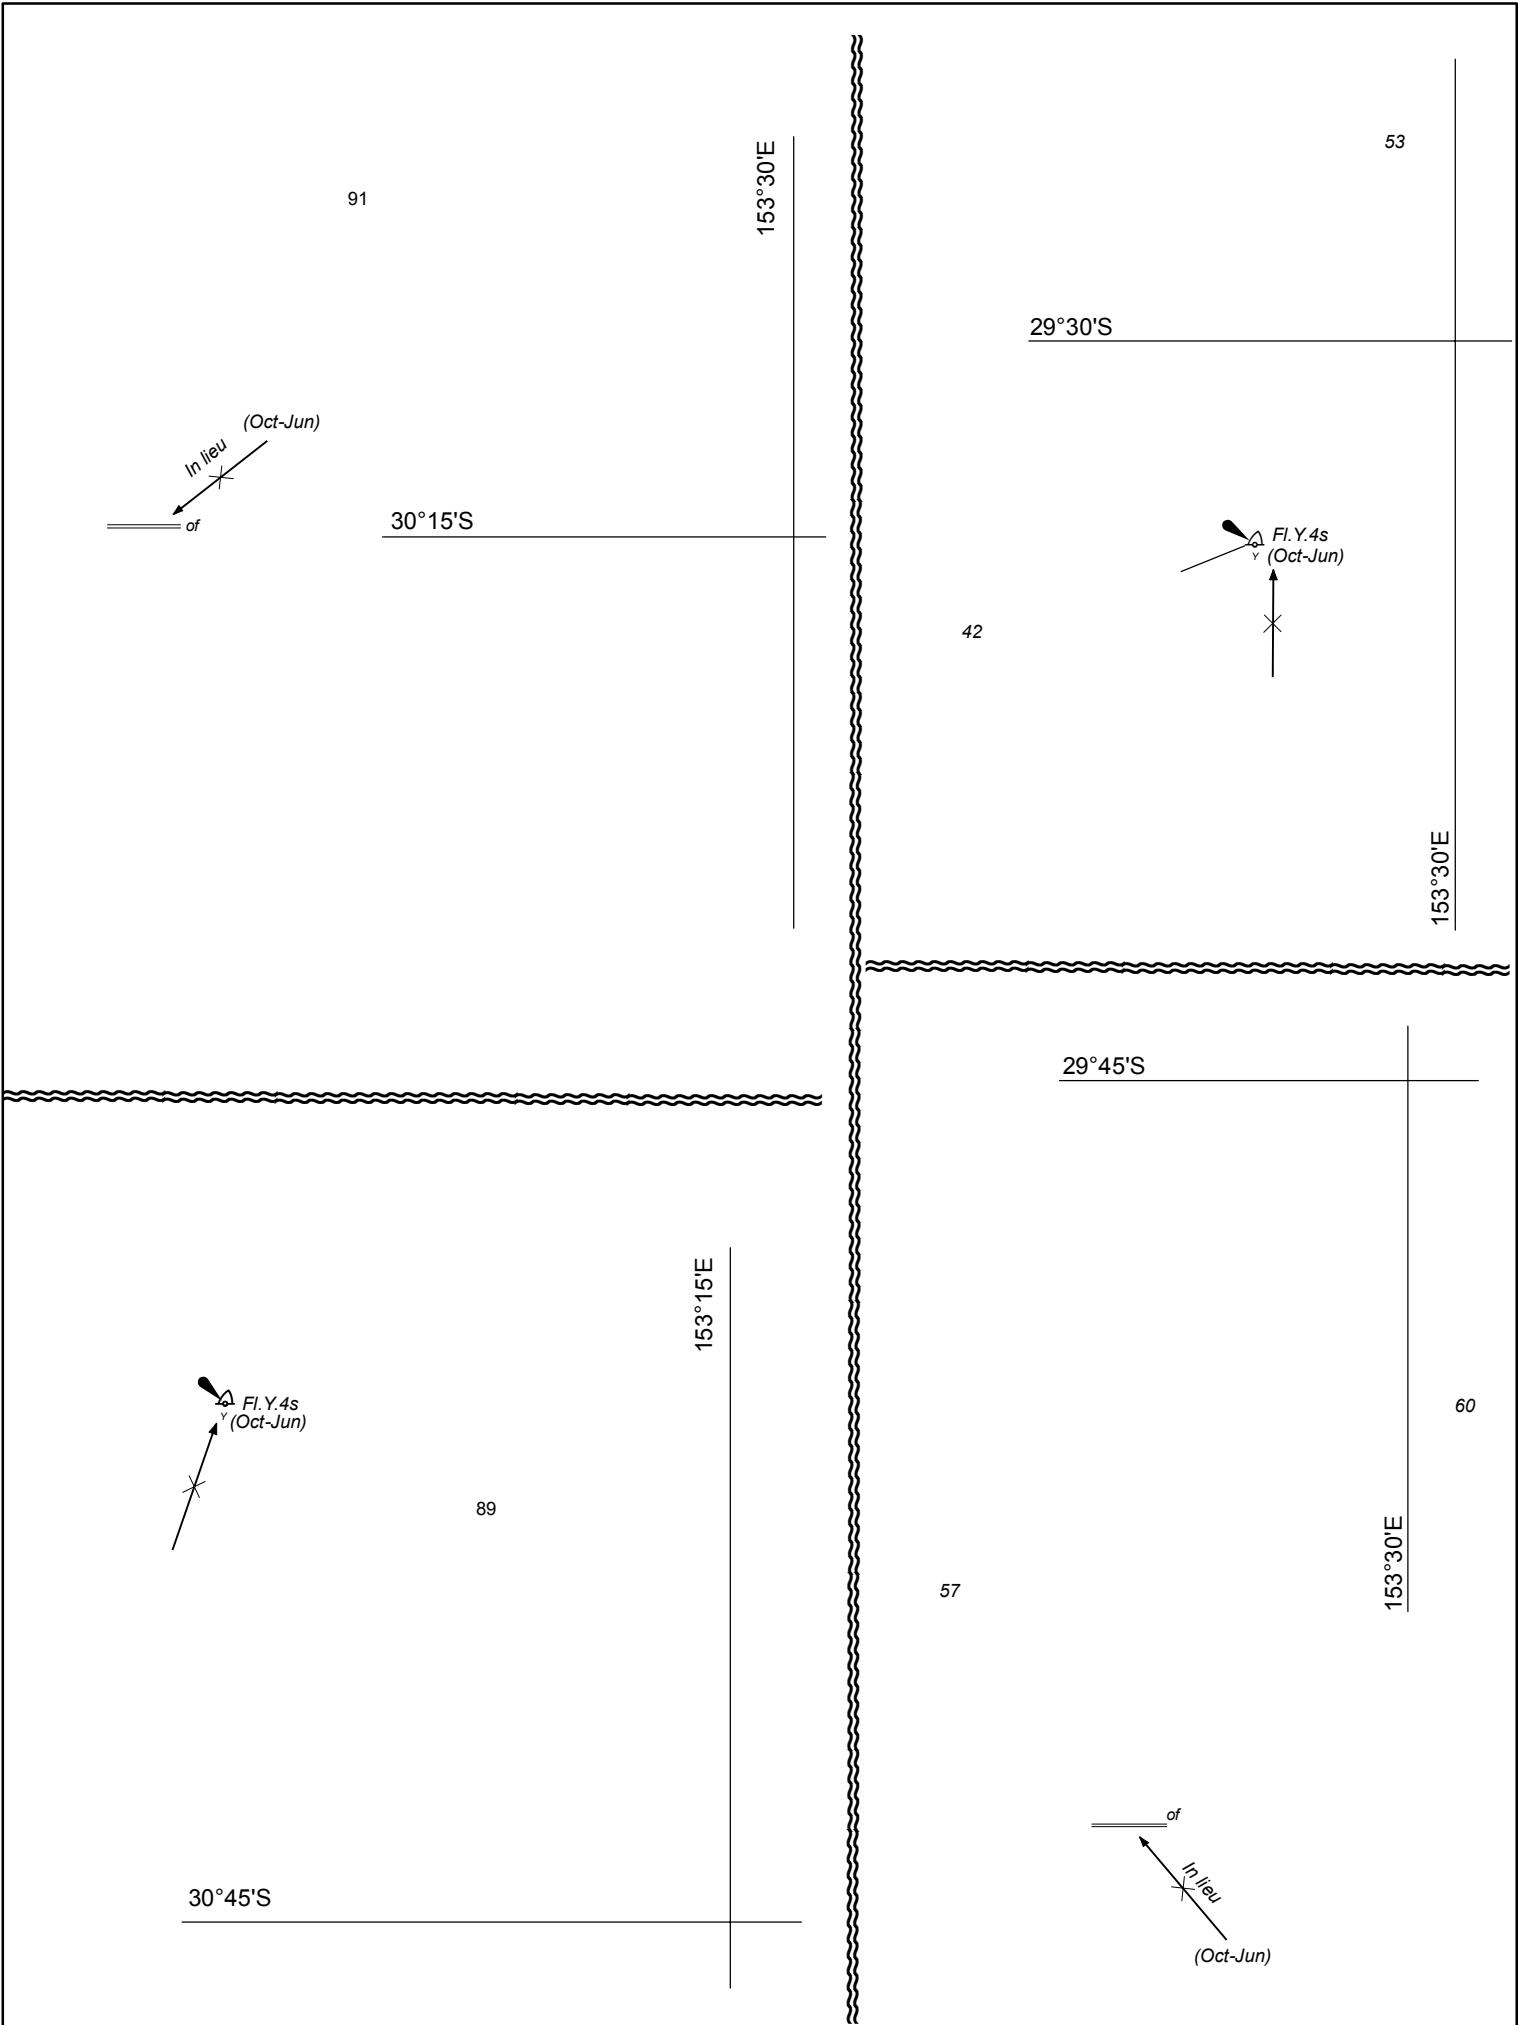 91
153°30'E
(Oct-Jun)
In lieu
of
30°15'S
53
29°30'S
Fl.Y.4s
Y (Oct-Jun)
42
153°30'E
153°15'E
Fl.Y.4s
Y (Oct-Jun)
89
30°45'S
29°45'S
60
153°30'E
57
of
In lieu
(Oct-Jun)